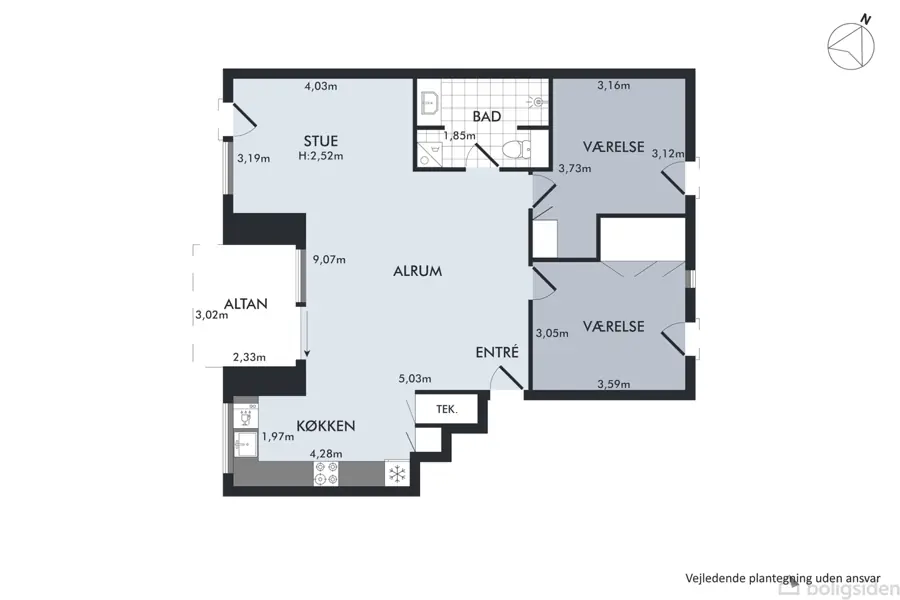 N
4,03m
STUE
H:2,52m
3,19m
BAD
1,85m
3,16m
VÆRELSE
3,12m
3,73m
9,07m
ALRUM
ALTAN
3,02m
2,33m
3,05m
VÆRELSE
3,59m
ENTRÉ
5,03m
TEK.
KØKKEN
1,97m
4,28m
Vejledende plantegning uden ansvar
boligsiden